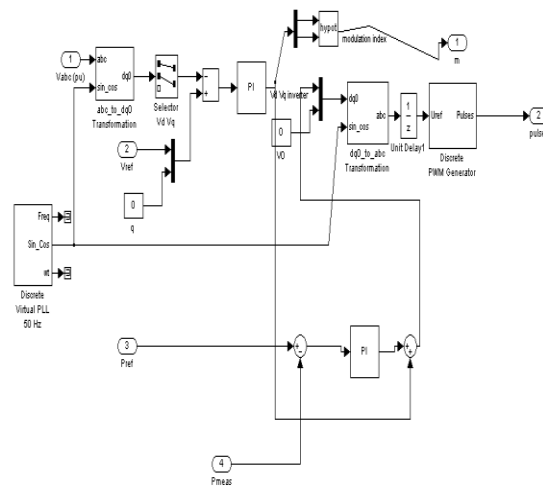 hypot
modulation index
1
m
1
Vabc (pu)
abc
sin_cos
dq0
abc_to_dq0
Transformation
Selector
Vd Vq
-
+
PI
Vd Vq inverter
0
V0
dq0
sin_cos
abc
dq0_to_abc
Transformation
1
z
Unit Delay1
Uref
Pulses
Discrete
PWM Generator
2
pulse
2
Vref
0
q
Freq
Sin_Cos
wt
Discrete
Virtual PLL
50 Hz
3
Pref
+
-
PI
+
+
4
Pmeas